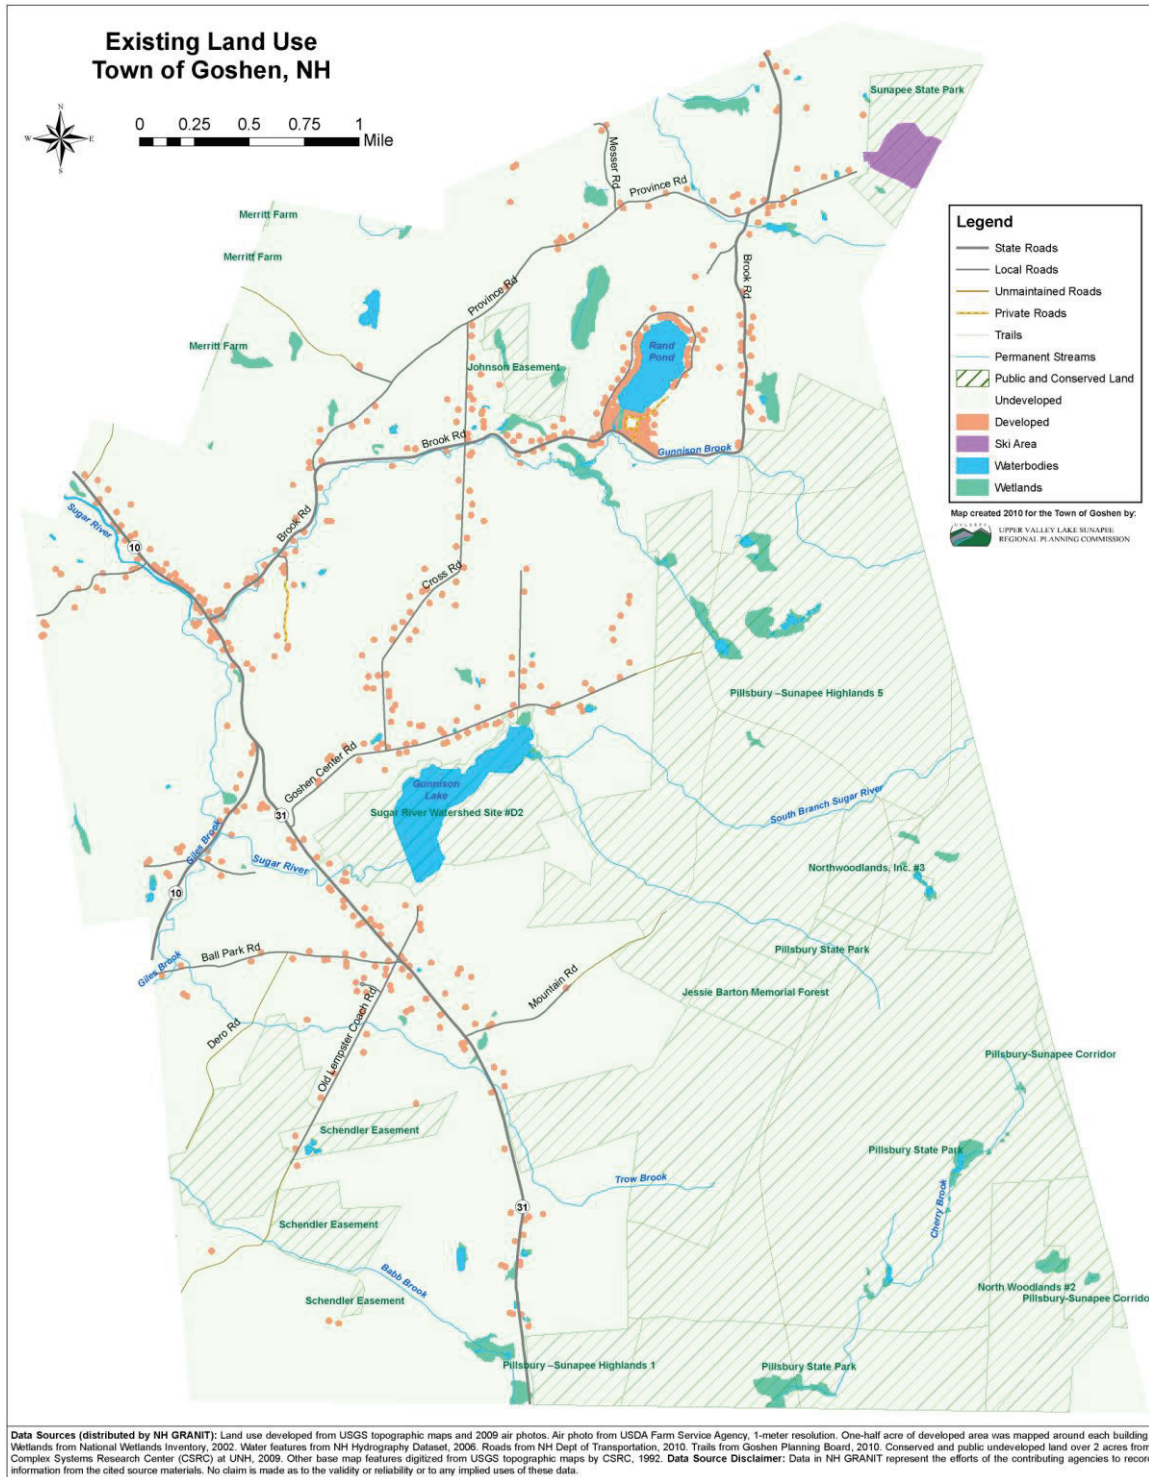 Existing Land Use
Town of Goshen, NH
N
W E
S
0 0.25 0.5 0.75 1
Mile
Sunapee State Park
Messer Rd
Province Rd
Merritt Farm
Merritt Farm
Brook Rd
Province Rd
Merritt Farm
Rand
Pond
Johnson Easement
Brook Rd
Gunnison Brook
Sugar River
10
Brook Rd
Cross Rd
Pillsbury –Sunapee Highlands 5
Goshen Center Rd
Gunnison
Lake
Sugar River Watershed Site #D2
31
South Branch Sugar River
Giles Brook
Sugar River
Northwoodlands, Inc. #3
10
Ball Park Rd
Giles Brook
Pillsbury State Park
Mountain Rd
Jessie Barton Memorial Forest
Dero Rd
Old Lempster Coach Rd
Pillsbury-Sunapee Corridor
Schendler Easement
Pillsbury State Park
Trow Brook
31
Cherry Brook
Schendler Easement
Babb Brook
North Woodlands #2
Schendler Easement
Pillsbury-Sunapee Corrido
Pillsbury –Sunapee Highlands 1
Pillsbury State Park
Legend
State Roads
Local Roads
Unmaintained Roads
Private Roads
Trails
Permanent Streams
Public and Conserved Land
Undeveloped
Developed
Ski Area
Waterbodies
Wetlands
Map created 2010 for the Town of Goshen by:
UPPER VALLEY LAKE SUNAPEE
REGIONAL PLANNING COMMISSION
Data Sources (distributed by NH GRANIT): Land use developed from USGS topographic maps and 2009 air photos. Air photo from USDA Farm Service Agency, 1-meter resolution. One-half acre of developed area was mapped around each building.
Wetlands from National Wetlands Inventory, 2002. Water features from NH Hydrography Dataset, 2006. Roads from NH Dept of Transportation, 2010. Trails from Goshen Planning Board, 2010. Conserved and public undeveloped land over 2 acres from
Complex Systems Research Center (CSRC) at UNH, 2009. Other base map features digitized from USGS topographic maps by CSRC, 1992. Data Source Disclaimer: Data in NH GRANIT represent the efforts of the contributing agencies to recor
information from the cited source materials. No claim is made as to the validity or reliability or to any implied uses of these data.